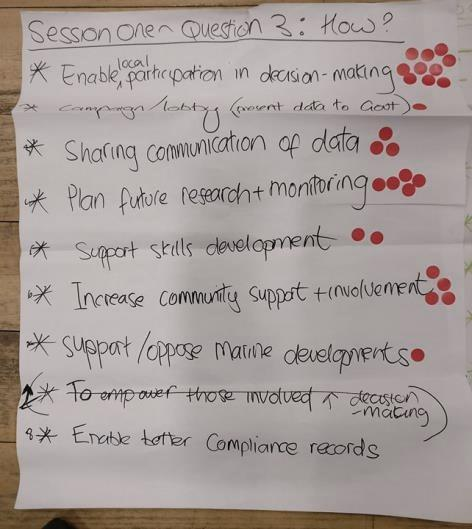 Session One - Question 3: How?
* Enable local participation in decision-making
* Campaign/lobby (present data to Govt)
* Sharing communication of data
* Plan future research + monitoring
* Support skills development
6* Increase community support + involvement
* Support/oppose marine developments
* To empower those involved ↑ decision
-making
8* Enable better compliance records